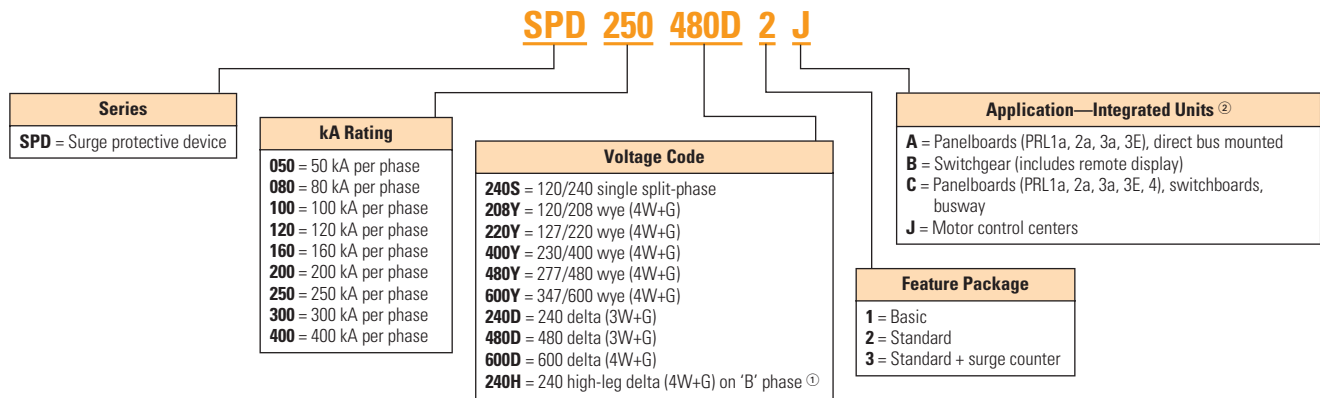 SPD 250 480D 2 J
Series
SPD = Surge protective device
kA Rating
050 = 50 kA per phase
080 = 80 kA per phase
100 = 100 kA per phase
120 = 120 kA per phase
160 = 160 kA per phase
200 = 200 kA per phase
250 = 250 kA per phase
300 = 300 kA per phase
400 = 400 kA per phase
Voltage Code
240S = 120/240 single split-phase
208Y = 120/208 wye (4W+G)
220Y = 127/220 wye (4W+G)
400Y = 230/400 wye (4W+G)
480Y = 277/480 wye (4W+G)
600Y = 347/600 wye (4W+G)
240D = 240 delta (3W+G)
480D = 480 delta (3W+G)
600D = 600 delta (4W+G)
240H = 240 high-leg delta (4W+G) on ‘B’ phase ①
Feature Package
1 = Basic
2 = Standard
3 = Standard + surge counter
Application—Integrated Units ②
A = Panelboards (PRL1a, 2a, 3a, 3E), direct bus mounted
B = Switchgear (includes remote display)
C = Panelboards (PRL1a, 2a, 3a, 3E, 4), switchboards,
busway
J = Motor control centers